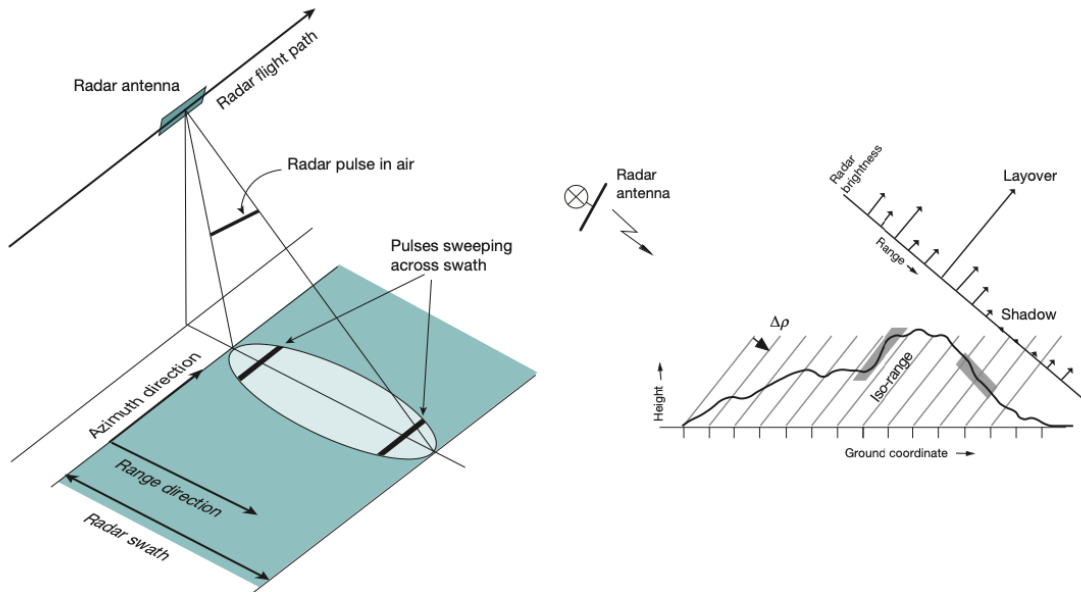 Radar flight path
Radar antenna
Radar pulse in air
Pulses sweeping
across swath
Azimuth direction
Range direction
Radar swath
Radar
antenna
Radar
brightness
Layover
Range
Shadow
Δρ
Iso-range
Height
Ground coordinate